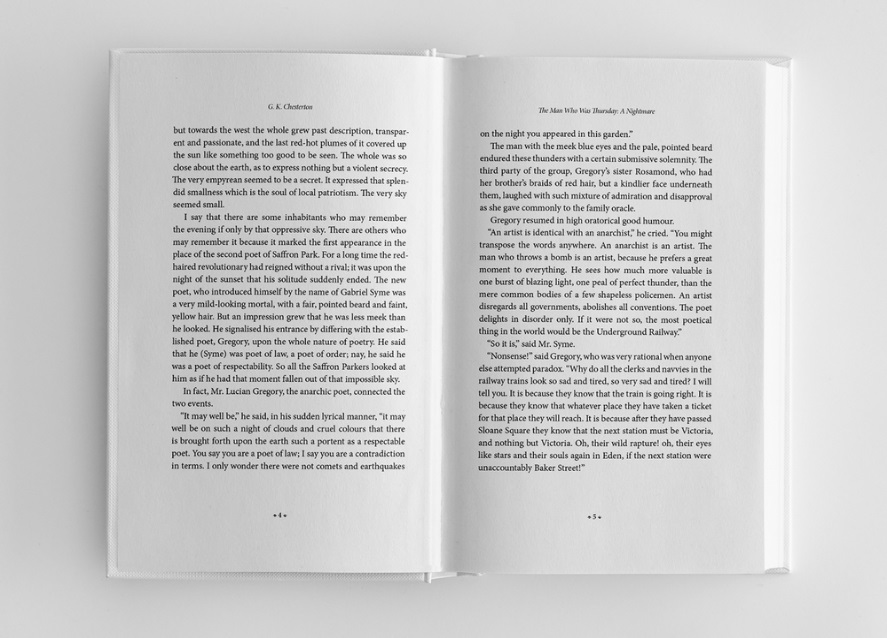 G. K. Chesterton
but towards the west the whole grew past description, transpar-
ent and passionate, and the last red-hot plumes of it covered up
the sun like something too good to be seen. The whole was so
close about the earth, as to express nothing but a violent secrecy.
The very empyrean seemed to be a secret. It expressed that splen-
did smallness which is the soul of local patriotism. The very sky
seemed small.
I say that there are some inhabitants who may remember
the evening if only by that oppressive sky. There are others who
may remember it because it marked the first appearance in the
place of the second poet of Saffron Park. For a long time the red-
haired revolutionary had reigned without a rival; it was upon the
night of the sunset that his solitude suddenly ended. The new
poet, who introduced himself by the name of Gabriel Syme was
a very mild-looking mortal, with a fair, pointed beard and faint,
yellow hair. But an impression grew that he was less meek than
he looked. He signalised his entrance by differing with the estab-
lished poet, Gregory, upon the whole nature of poetry. He said
that he (Syme) was poet of law, a poet of order; nay, he said he
was a poet of respectability. So all the Saffron Parkers looked at
him as if he had that moment fallen out of that impossible sky.
In fact, Mr. Lucian Gregory, the anarchic poet, connected the
two events.
"It may well be," he said, in his sudden lyrical manner, "it may
well be on such a night of clouds and cruel colours that there
is brought forth upon the earth such a portent as a respectable
poet. You say you are a poet of law; I say you are a contradiction
in terms. I only wonder there were not comets and earthquakes
• 4 •
The Man Who Was Thursday: A Nightmare
on the night you appeared in this garden."
The man with the meek blue eyes and the pale, pointed beard
endured these thunders with a certain submissive solemnity. The
third party of the group, Gregory's sister Rosamond, who had
her brother's braids of red hair, but a kindlier face underneath
them, laughed with such mixture of admiration and disapproval
as she gave commonly to the family oracle.
Gregory resumed in high oratorical good humour.
"An artist is identical with an anarchist," he cried. "You might
transpose the words anywhere. An anarchist is an artist. The
man who throws a bomb is an artist, because he prefers a great
moment to everything. He sees how much more valuable is
one burst of blazing light, one peal of perfect thunder, than the
mere common bodies of a few shapeless policemen. An artist
disregards all governments, abolishes all conventions. The poet
delights in disorder only. If it were not so, the most poetical
thing in the world would be the Underground Railway."
"So it is," said Mr. Syme.
"Nonsense!" said Gregory, who was very rational when anyone
else attempted paradox. "Why do all the clerks and navvies in the
railway trains look so sad and tired, so very sad and tired? I will
tell you. It is because they know that the train is going right. It is
because they know that whatever place they have taken a ticket
for that place they will reach. It is because after they have passed
Sloane Square they know that the next station must be Victoria,
and nothing but Victoria. Oh, their wild rapture! oh, their eyes
like stars and their souls again in Eden, if the next station were
unaccountably Baker Street!"
• 5 •